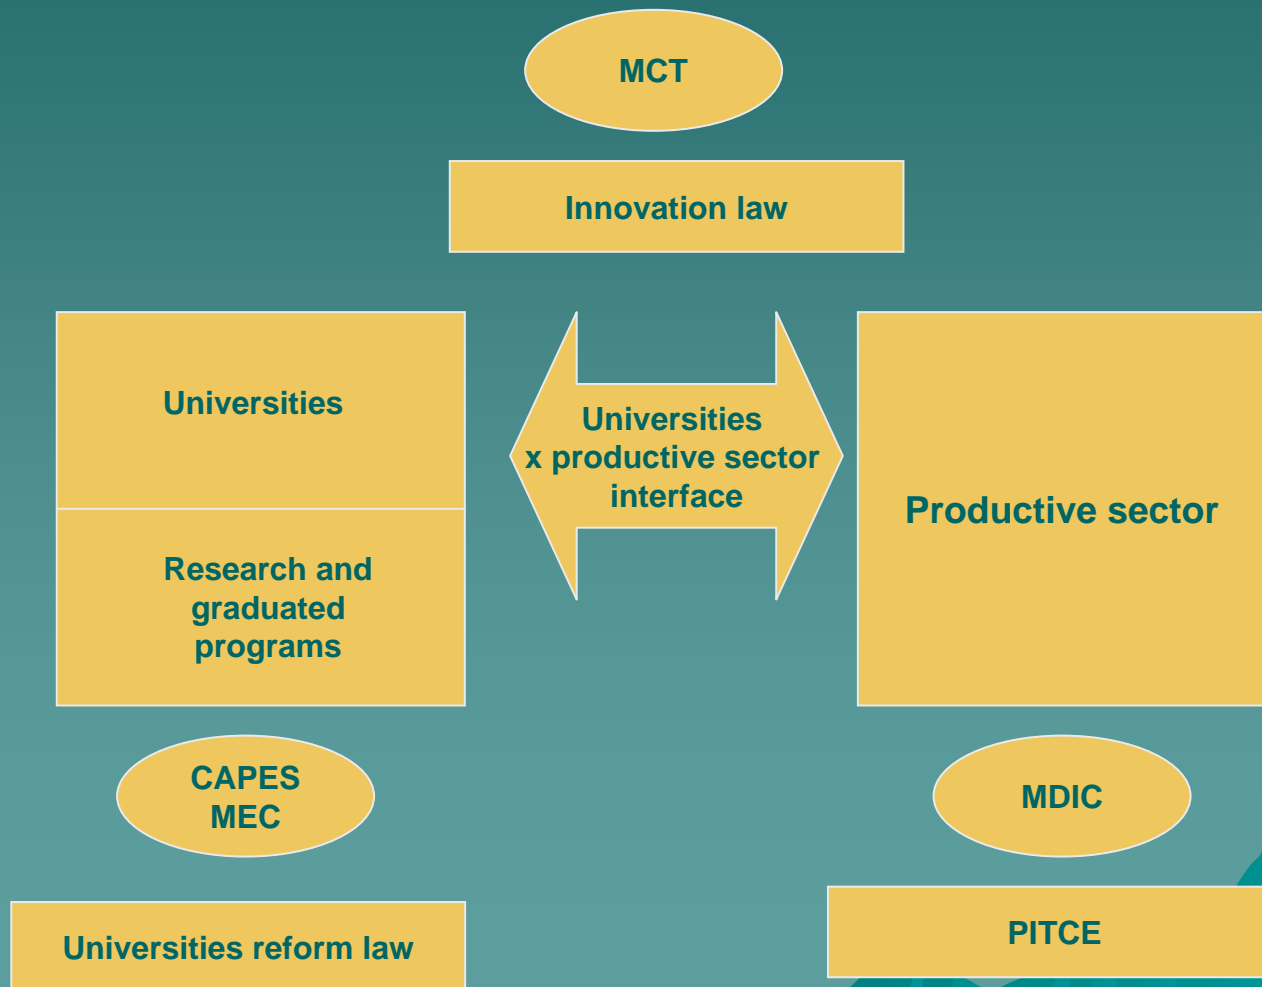 MCT
Innovation law
Universities
Research and
graduated
programs
Universities
x productive sector
interface
Productive sector
CAPES
MEC
MDIC
Universities reform law
PITCE